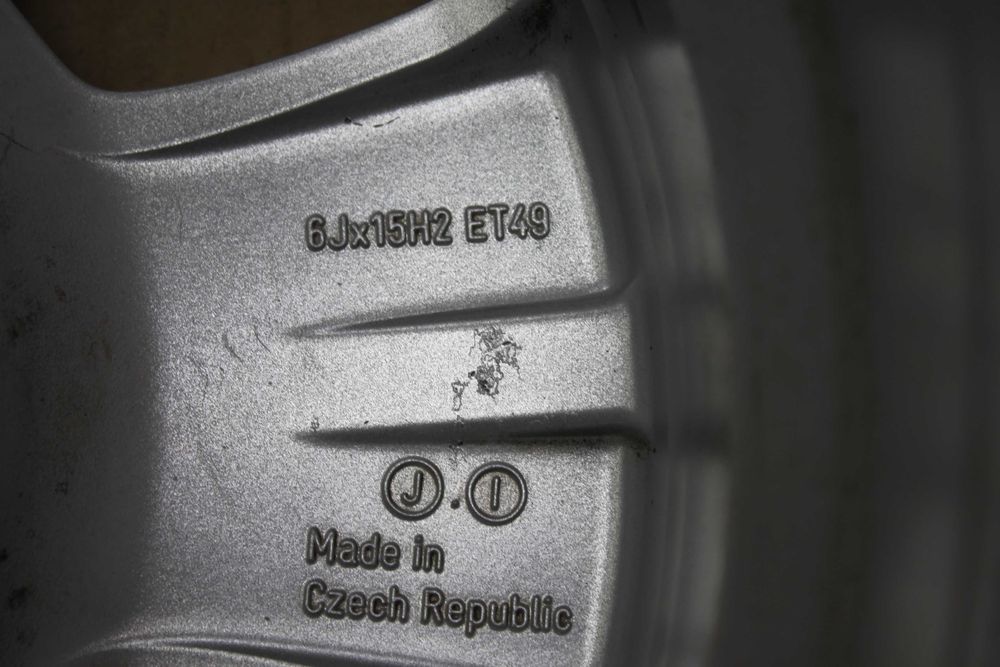 6Jx15H2 ET49
J . I
Made in
Czech Republic